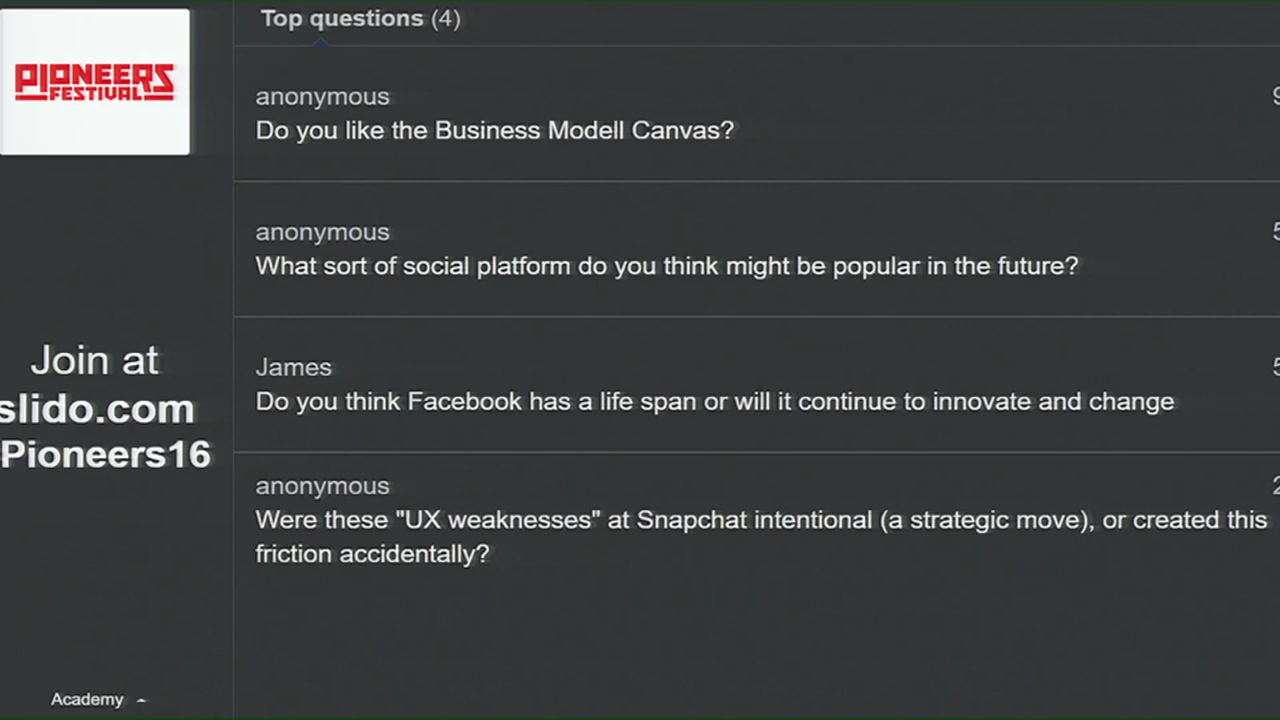 PIONEERS
FESTIVAL
Join at
slido.com
Pioneers16
Academy
Top questions (4)
anonymous
Do you like the Business Modell Canvas?
anonymous
What sort of social platform do you think might be popular in the future?
James
Do you think Facebook has a life span or will it continue to innovate and change
anonymous
Were these "UX weaknesses" at Snapchat intentional (a strategic move), or created this
friction accidentally?